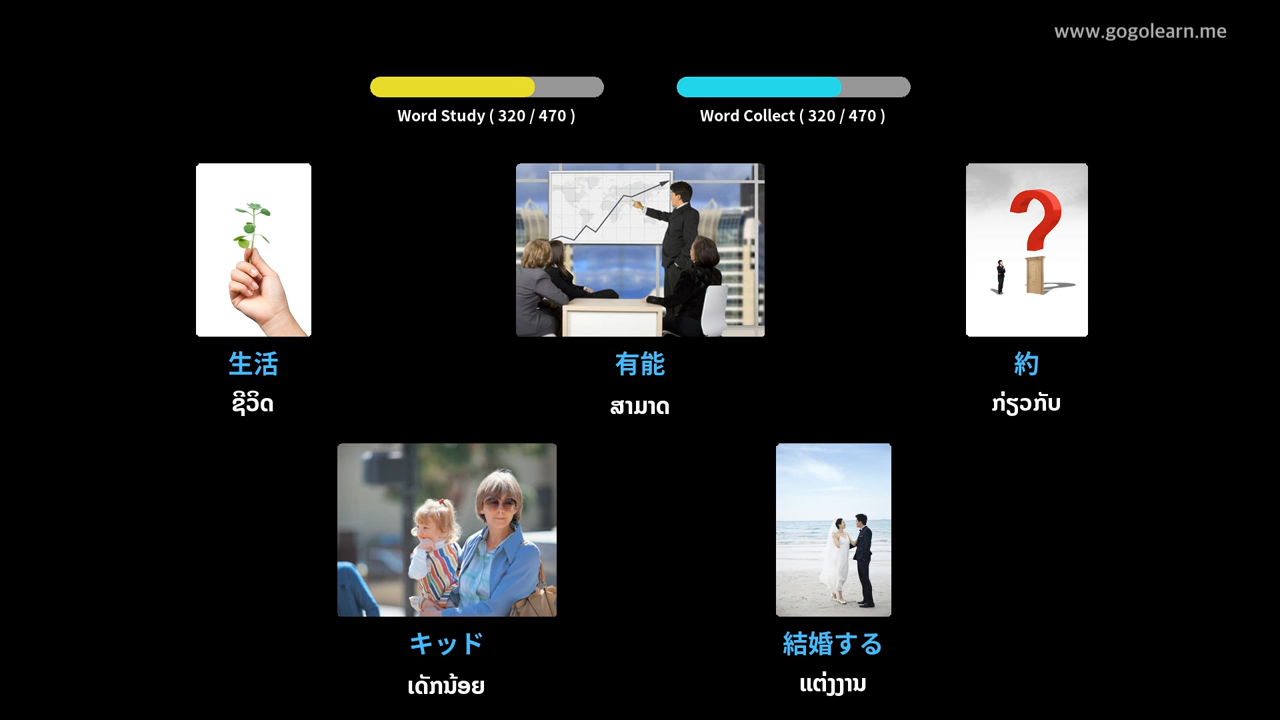 www.gogolearn.me
Word Study ( 320 / 470 )
Word Collect ( 320 / 470 )
生活
ຊີວິດ
有能
ສາມາດ
約
ກ່ຽວກັບ
キッド
ເດັກນ້ອຍ
結婚する
ແຕ່ງງານ